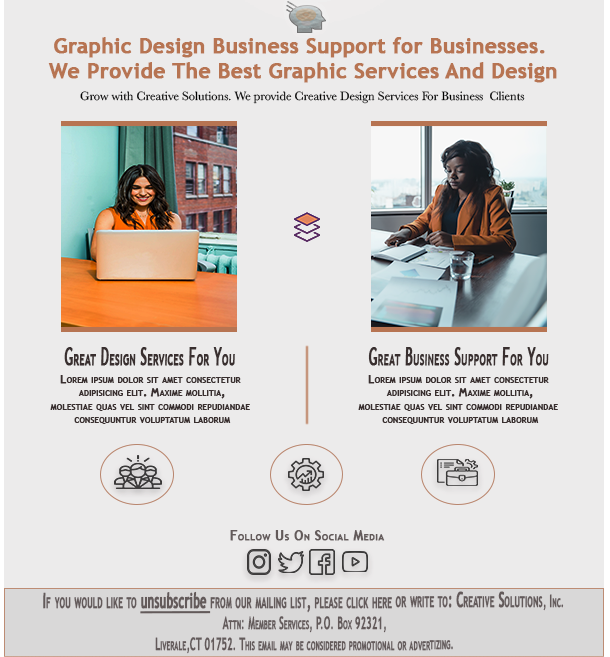 Graphic Design Business Support for Businesses.
We Provide The Best Graphic Services And Design
Grow with Creative Solutions. We provide Creative Design Services For Business Clients
Great Design Services For You
Lorem ipsum dolor sit amet consectetur
adipisicing elit. Maxime mollitia,
molestiae quas vel sint commodi repudiandae
consequuntur voluptatum laborum
Great Business Support For You
Lorem ipsum dolor sit amet consectetur
adipisicing elit. Maxime mollitia,
molestiae quas vel sint commodi repudiandae
consequuntur voluptatum laborum
Follow Us On Social Media
If you would like to unsubscribe from our mailing list, please click here or write to: Creative Solutions, Inc.
Attn: Member Services, P.O. Box 92321,
Liverale,CT 01752. This email may be considered promotional or advertizing.